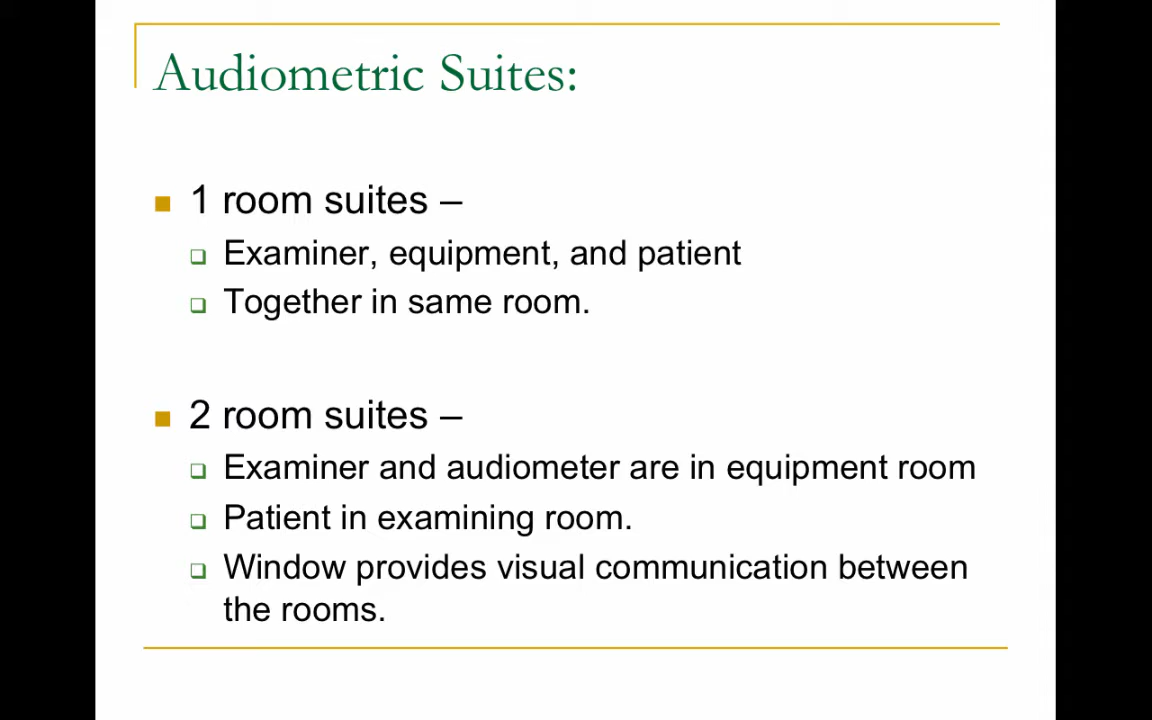 Audiometric Suites:
1 room suites –
Examiner, equipment, and patient
Together in same room.
2 room suites –
Examiner and audiometer are in equipment room
Patient in examining room.
Window provides visual communication between
the rooms.